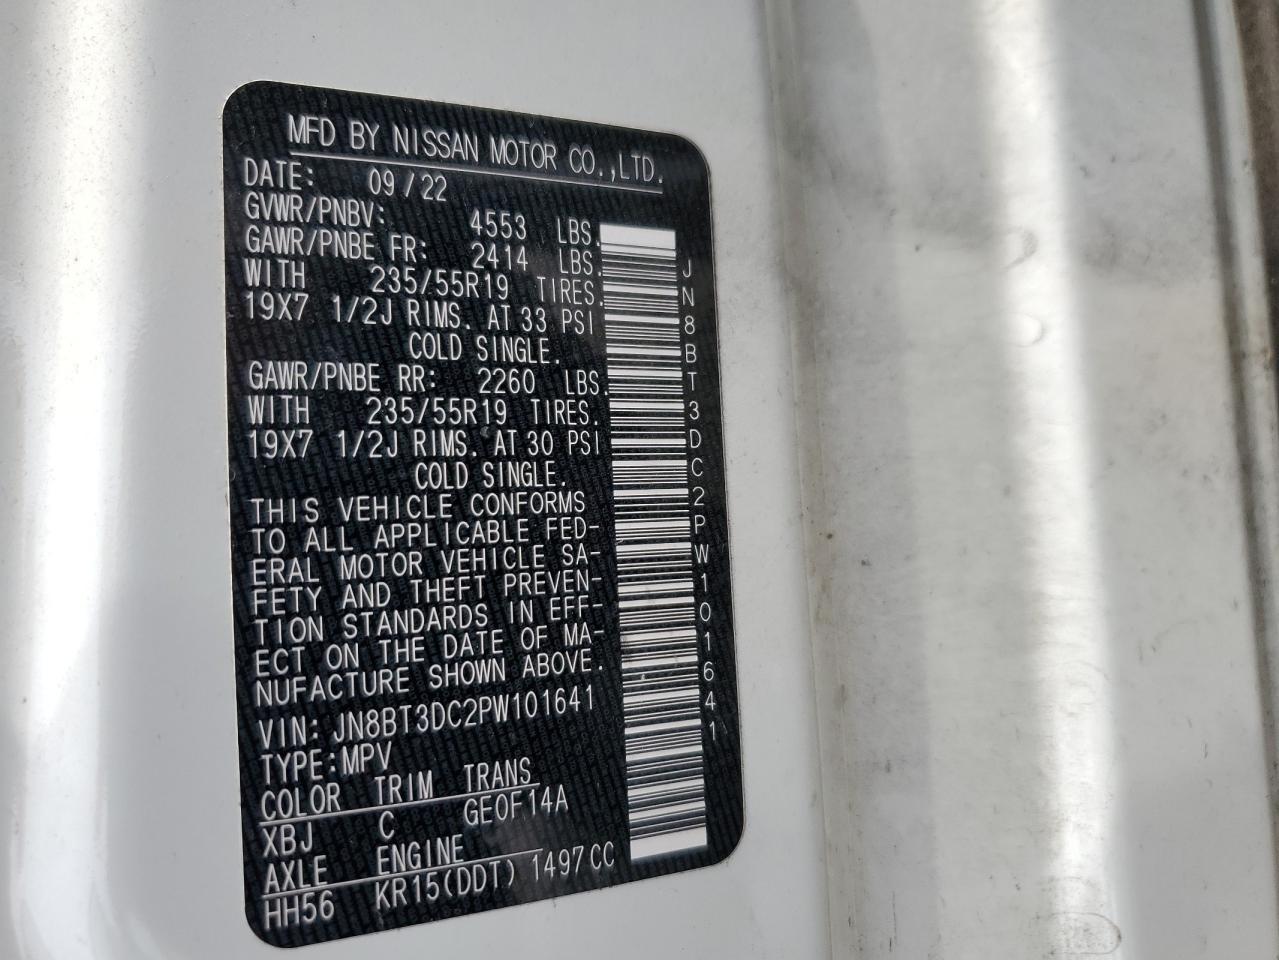 MFD BY NISSAN MOTOR CO.,LTD.
DATE: 09/22
GVWR/PNBV: 4553 LBS.
GAWR/PNBE FR: 2414 LBS.
WITH 235/55R19 TIRES.
19X7 1/2J RIMS. AT 33 PSI
COLD SINGLE.
GAWR/PNBE RR: 2260 LBS.
WITH 235/55R19 TIRES.
19X7 1/2J RIMS. AT 30 PSI
COLD SINGLE.
THIS VEHICLE CONFORMS
TO ALL APPLICABLE FED-
ERAL MOTOR VEHICLE SA-
FETY AND THEFT PREVEN-
TION STANDARDS IN EFF-
ECT ON THE DATE OF MA-
NUFACTURE SHOWN ABOVE.
VIN: JN8BT3DC2PW101641
TYPE:MPV
COLOR TRIM TRANS
XBJ C GEOF14A
AXLE ENGINE
HH56 KR15(DDT) 1497CC
JN8BT3DC2PW101641